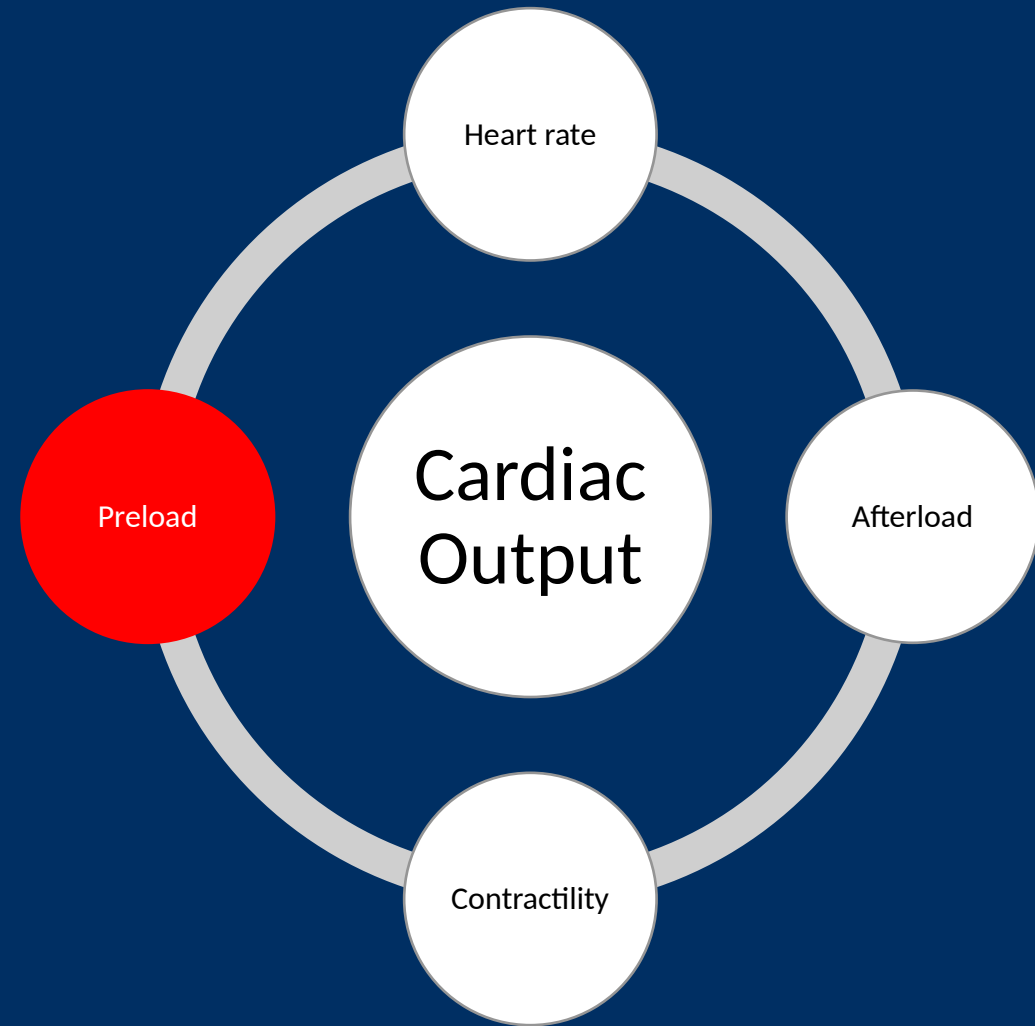 Heart rate
Preload
Cardiac
Output
Afterload
Contractility